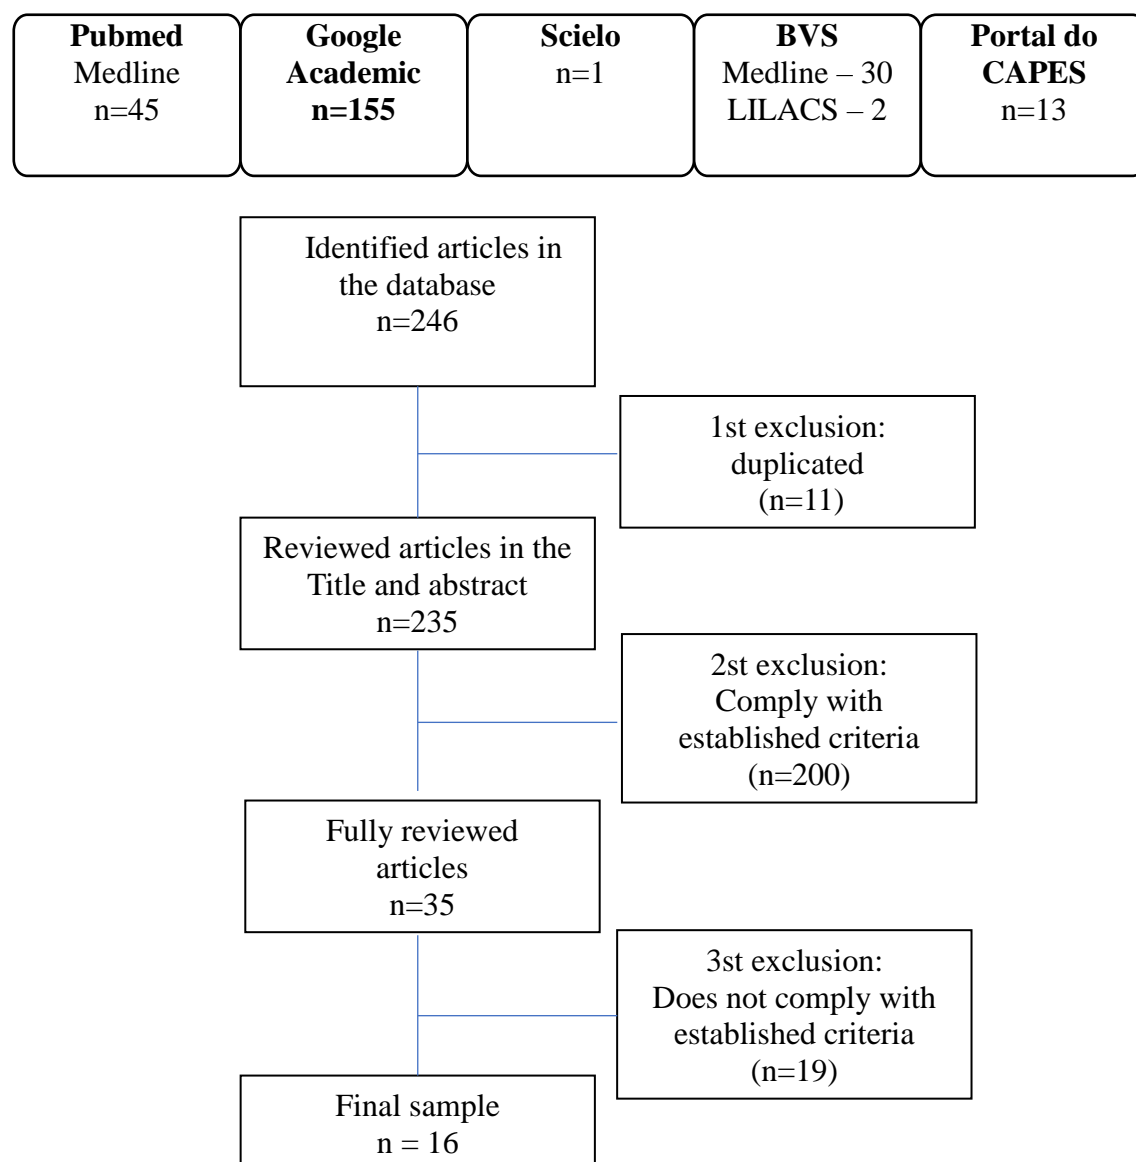 Pubmed
Medline
n=45
Google
Academic
n=155
Scielo
n=1
BVS
Medline – 30
LILACS – 2
Portal do
CAPES
n=13
Identified articles in
the database
n=246
1st exclusion:
duplicated
(n=11)
Reviewed articles in the
Title and abstract
n=235
2st exclusion:
Comply with
established criteria
(n=200)
Fully reviewed
articles
n=35
3st exclusion:
Does not comply with
established criteria
(n=19)
Final sample
n = 16